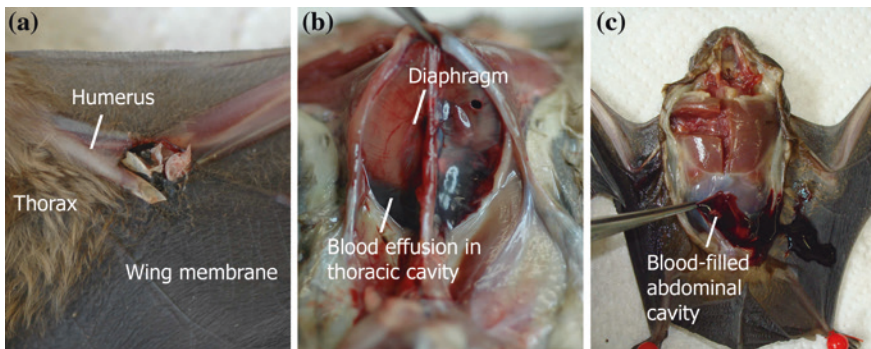 (a)
Humerus
Thorax
Wing membrane
(b)
Diaphragm
Blood effusion in
thoracic cavity
(c)
Blood-filled
abdominal
cavity